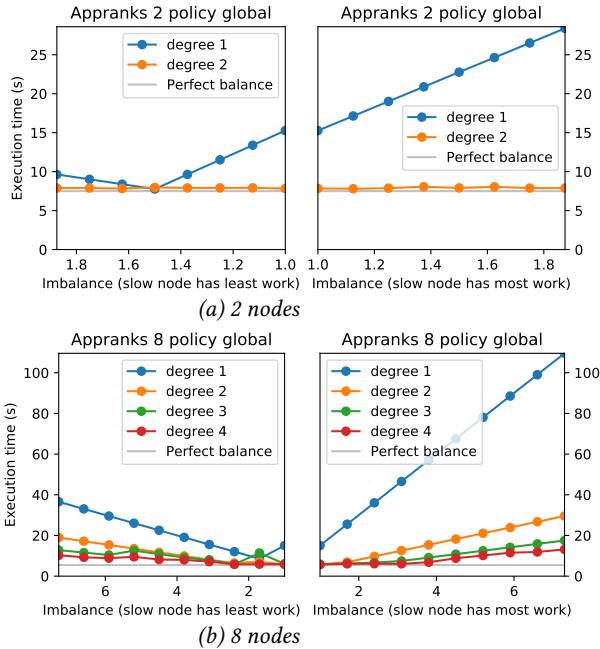 Appranks 2 policy global
Appranks 2 policy global
Execution time (s)
25
20
15
10
5
0
degree 1
degree 2
Perfect balance
1.8
1.6
1.4
1.2
1.0
Imbalance (slow node has least work)
degree 1
degree 2
Perfect balance
25
20
15
10
5
0
1.0
1.2
1.4
1.6
1.8
Imbalance (slow node has most work)
(a) 2 nodes
Appranks 8 policy global
Appranks 8 policy global
Execution time (s)
100
80
60
40
20
0
degree 1
degree 2
degree 3
degree 4
Perfect balance
6
4
2
Imbalance (slow node has least work)
degree 1
degree 2
degree 3
degree 4
Perfect balance
100
80
60
40
20
0
2
4
6
Imbalance (slow node has most work)
(b) 8 nodes